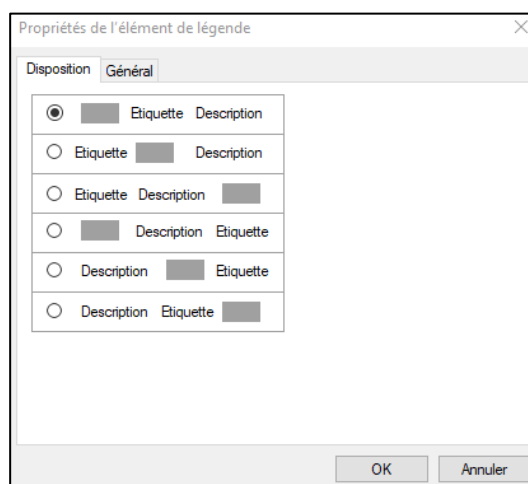 Propriétés de l'élément de légende
Disposition Général
Etiquette Description
Etiquette Description
Etiquette Description
Description Etiquette
Description Etiquette
Description Etiquette
OK Annuler